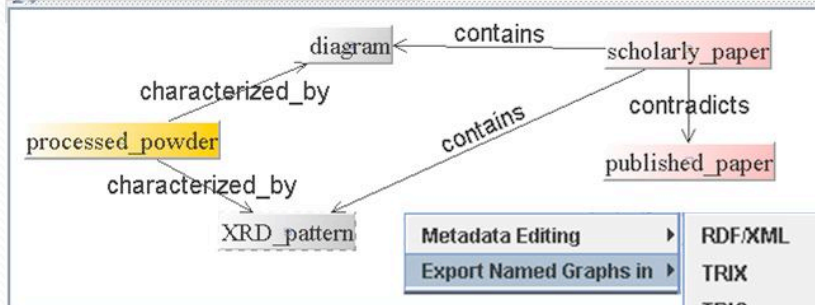 contains
diagram
scholarly_paper
characterized_by
contradicts
contains
processed_powder
published_paper
characterized_by
XRD_pattern
Metadata Editing
RDF/XML
Export Named Graphs in
TRIX